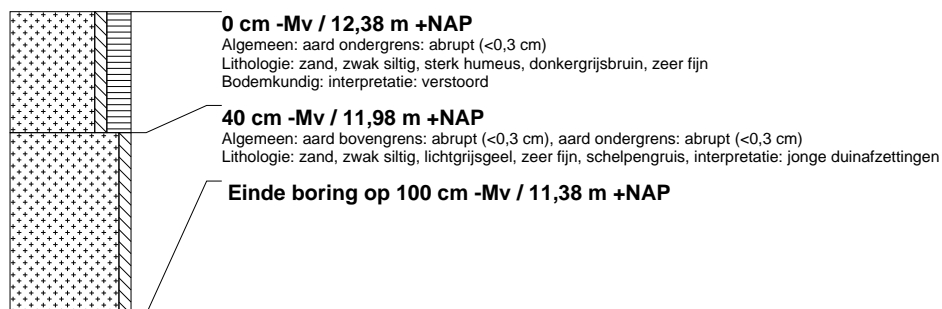 0 cm -Mv / 12,38 m +NAP
Algemeen: aard ondergrens: abrupt (<0,3 cm)
Lithologie: zand, zwak siltig, sterk humeus, donkergrijsbruin, zeer fijn
Bodemkundig: interpretatie: verstoord
40 cm -Mv / 11,98 m +NAP
Algemeen: aard bovengrens: abrupt (<0,3 cm), aard ondergrens: abrupt (<0,3 cm)
Lithologie: zand, zwak siltig, lichtgrijsgeel, zeer fijn, schelpengruis, interpretatie: jonge duinafzettingen
Einde boring op 100 cm -Mv / 11,38 m +NAP